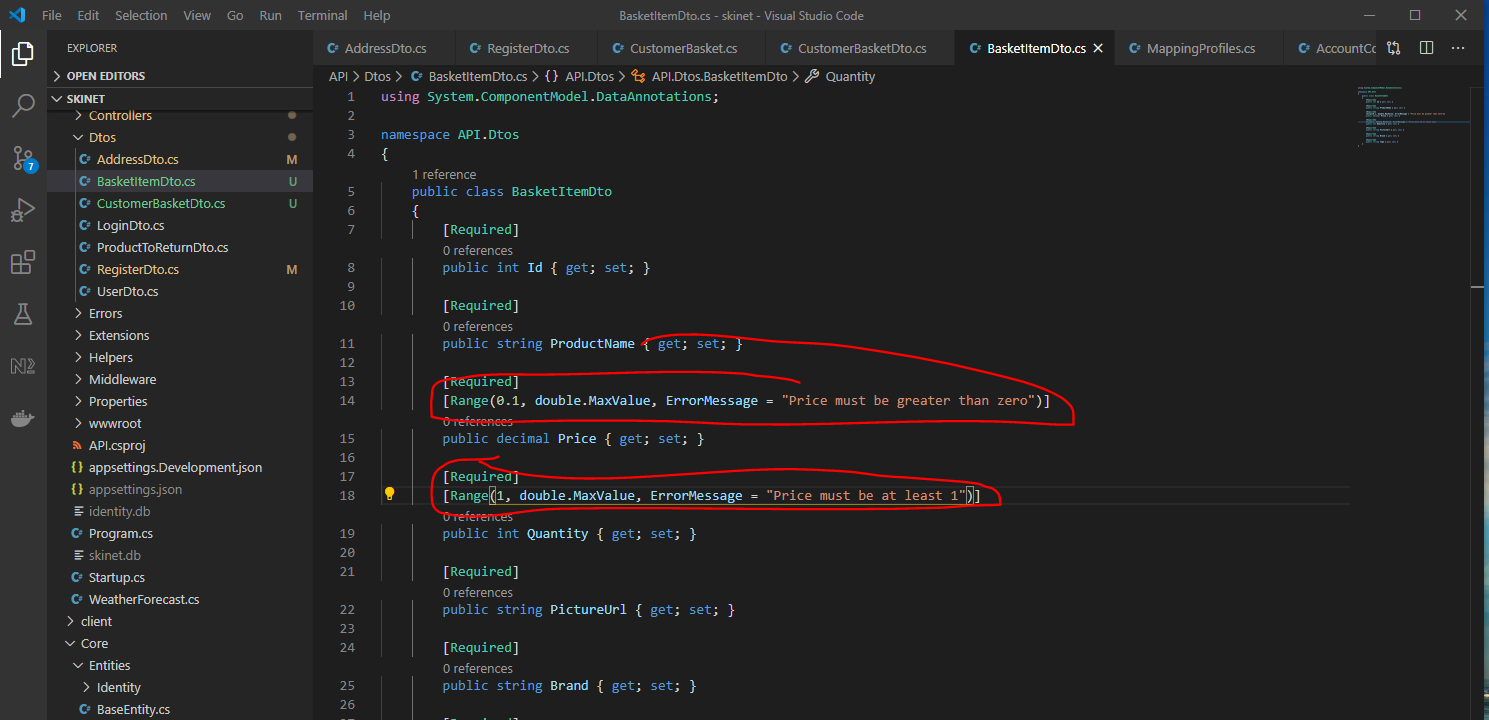 File Edit Selection View Go Run Terminal Help BasketItemDto.cs - skinet - Visual Studio Code
EXPLORER
OPEN EDITORS
SKINET
Controllers
Dtos
AddressDto.cs M
BasketItemDto.cs U
CustomerBasketDto.cs U
LoginDto.cs
ProductToReturnDto.cs
RegisterDto.cs M
UserDto.cs
Errors
Extensions
Helpers
Middleware
Properties
wwwroot
API.csproj
{} appsettings.Development.json
{} appsettings.json
identity.db
Program.cs
skinet.db
Startup.cs
WeatherForecast.cs
client
Core
Entities
Identity
BaseEntity.cs
7
AddressDto.cs RegisterDto.cs CustomerBasket.cs CustomerBasketDto.cs BasketItemDto.cs MappingProfiles.cs AccountCo
API > Dtos > BasketItemDto.cs > {} API.Dtos > API.Dtos.BasketItemDto > Quantity
1 using System.ComponentModel.DataAnnotations;
2
3 namespace API.Dtos
4 {
1 reference
5 public class BasketItemDto
6 {
7 [Required]
0 references
8 public int Id { get; set; }
9
10 [Required]
0 references
11 public string ProductName { get; set; }
12
13 [Required]
14 [Range(0.1, double.MaxValue, ErrorMessage = "Price must be greater than zero")]
0 references
15 public decimal Price { get; set; }
16
17 [Required]
18 [Range(1, double.MaxValue, ErrorMessage = "Price must be at least 1")]
0 references
19 public int Quantity { get; set; }
20
21 [Required]
0 references
22 public string PictureUrl { get; set; }
23
24 [Required]
0 references
25 public string Brand { get; set; }
26